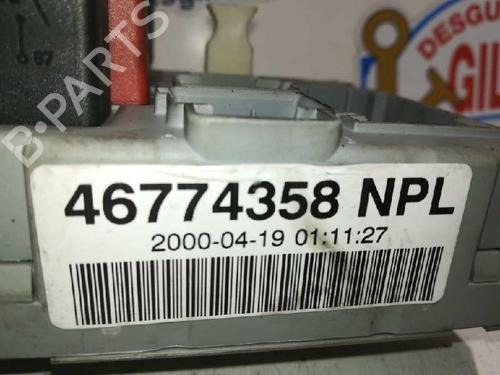 87
DESGU
GIL
B-PARTS
46774358 NPL
2000-04-19 01:11:27